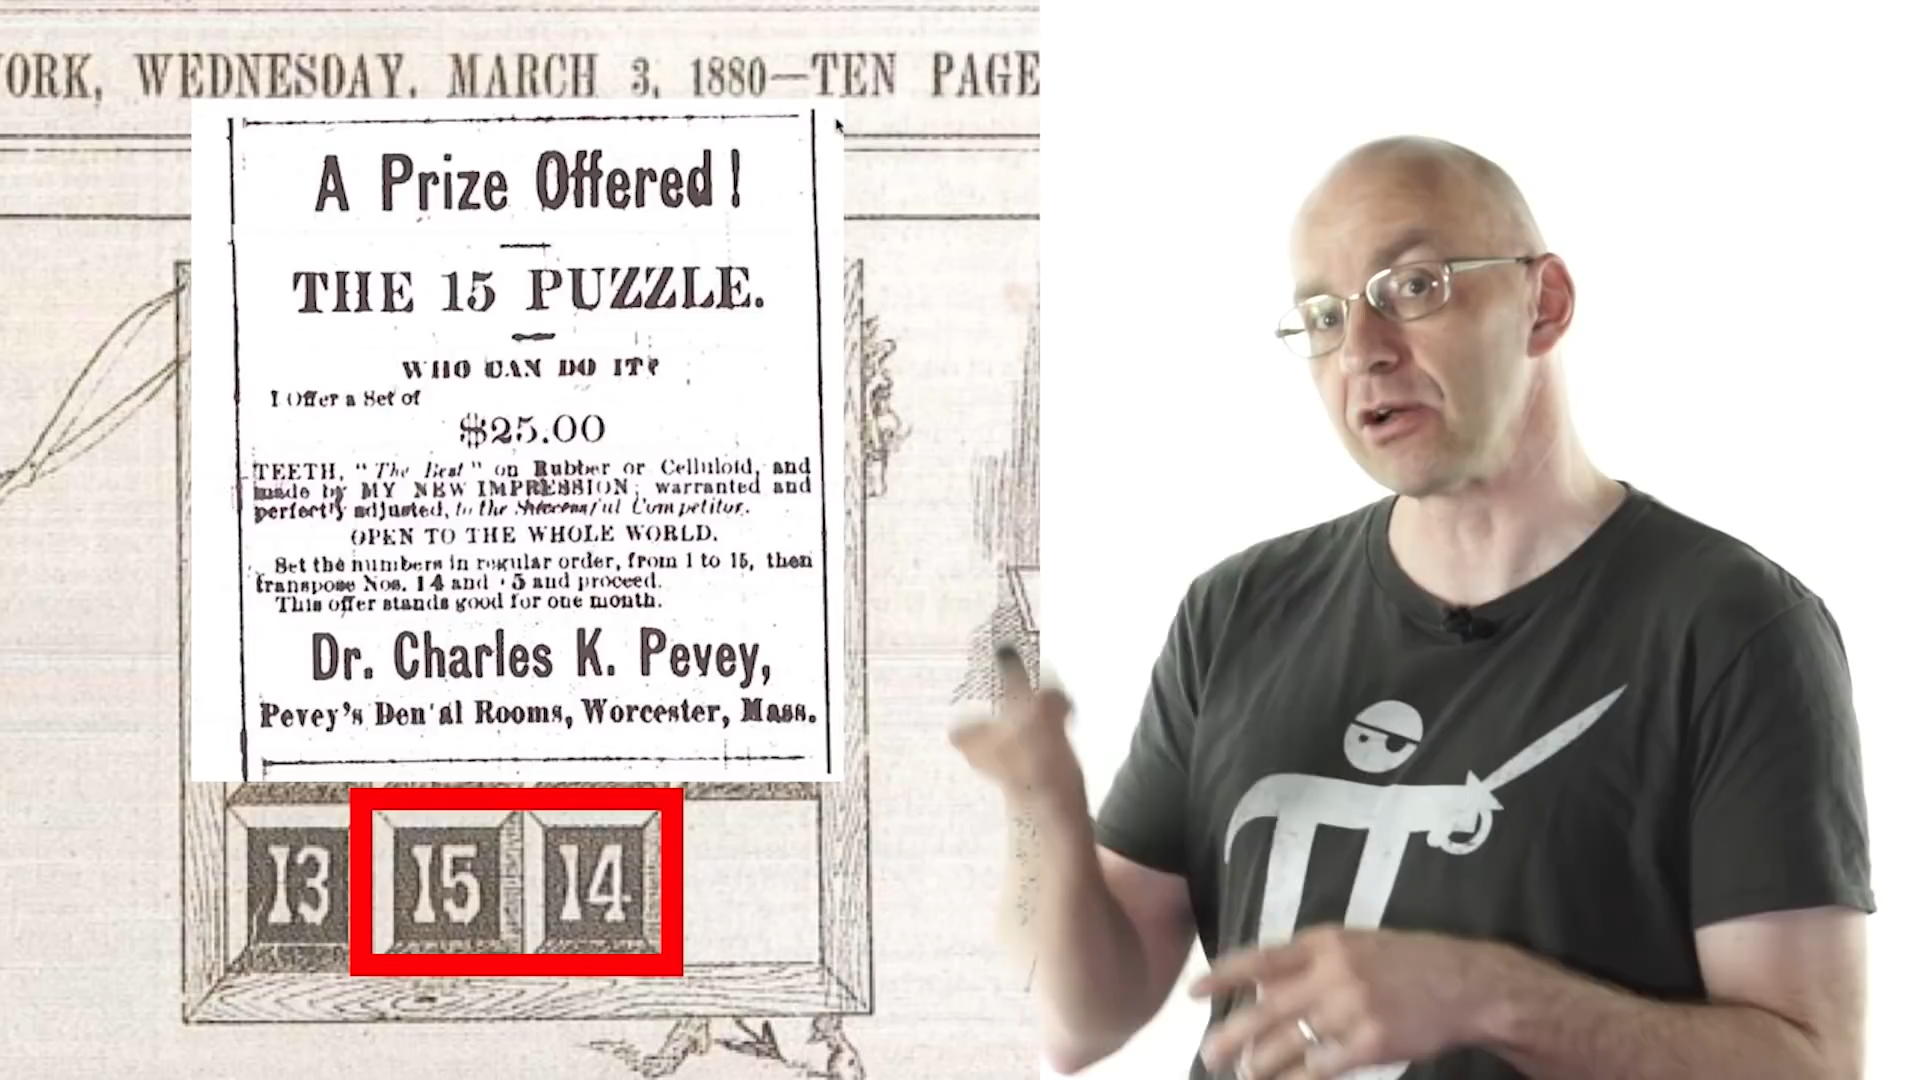 ORK, WEDNESDAY, MARCH 3, 1880—TEN PAGE
A Prize Offered!
THE 15 PUZZLE.
WHO CAN DO IT?
I Offer a Set of
$25.00
TEETH, "The Best" on Rubber or Celluloid, and
made by MY NEW IMPRESSION; warranted and
perfectly adjusted, to the Successful Competitor.
OPEN TO THE WHOLE WORLD.
Set the numbers in regular order, from 1 to 15, then
transpose Nos. 14 and 5 and proceed.
This offer stands good for one month.
Dr. Charles K. Pevey,
Pevey's Den'al Rooms, Worcester, Mass.
13 15 14